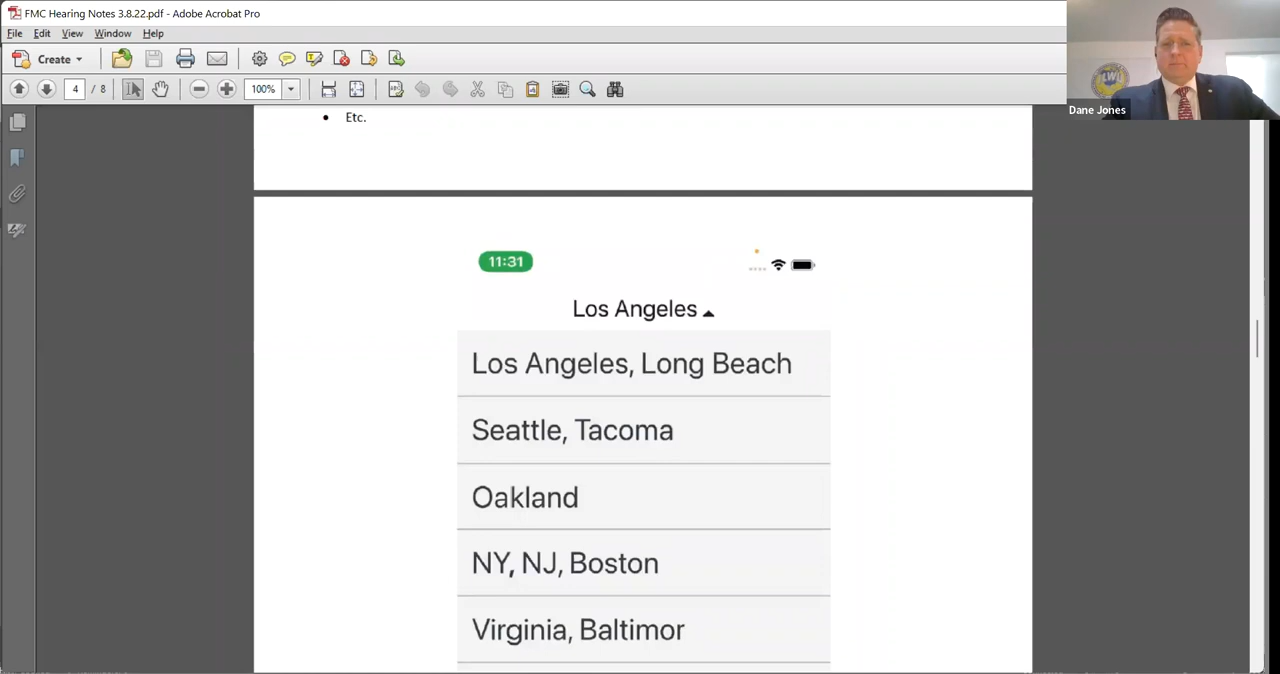 FMC Hearing Notes 3.8.22.pdf - Adobe Acrobat Pro
File Edit View Window Help
Create
4 / 8 100%
Dane Jones
• Etc.
11:31
Los Angeles
Los Angeles, Long Beach
Seattle, Tacoma
Oakland
NY, NJ, Boston
Virginia, Baltimor